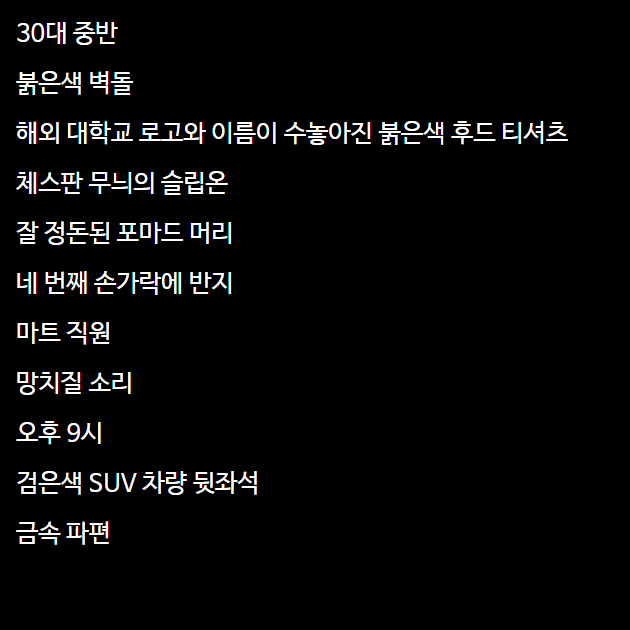 30대 중반
붉은색 벽돌
해외 대학교 로고와 이름이 수놓아진 붉은색 후드 티셔츠
체스판 무늬의 슬립온
잘 정돈된 포마드 머리
네 번째 손가락에 반지
마트 직원
망치질 소리
오후 9시
검은색 SUV 차량 뒷좌석
금속 파편